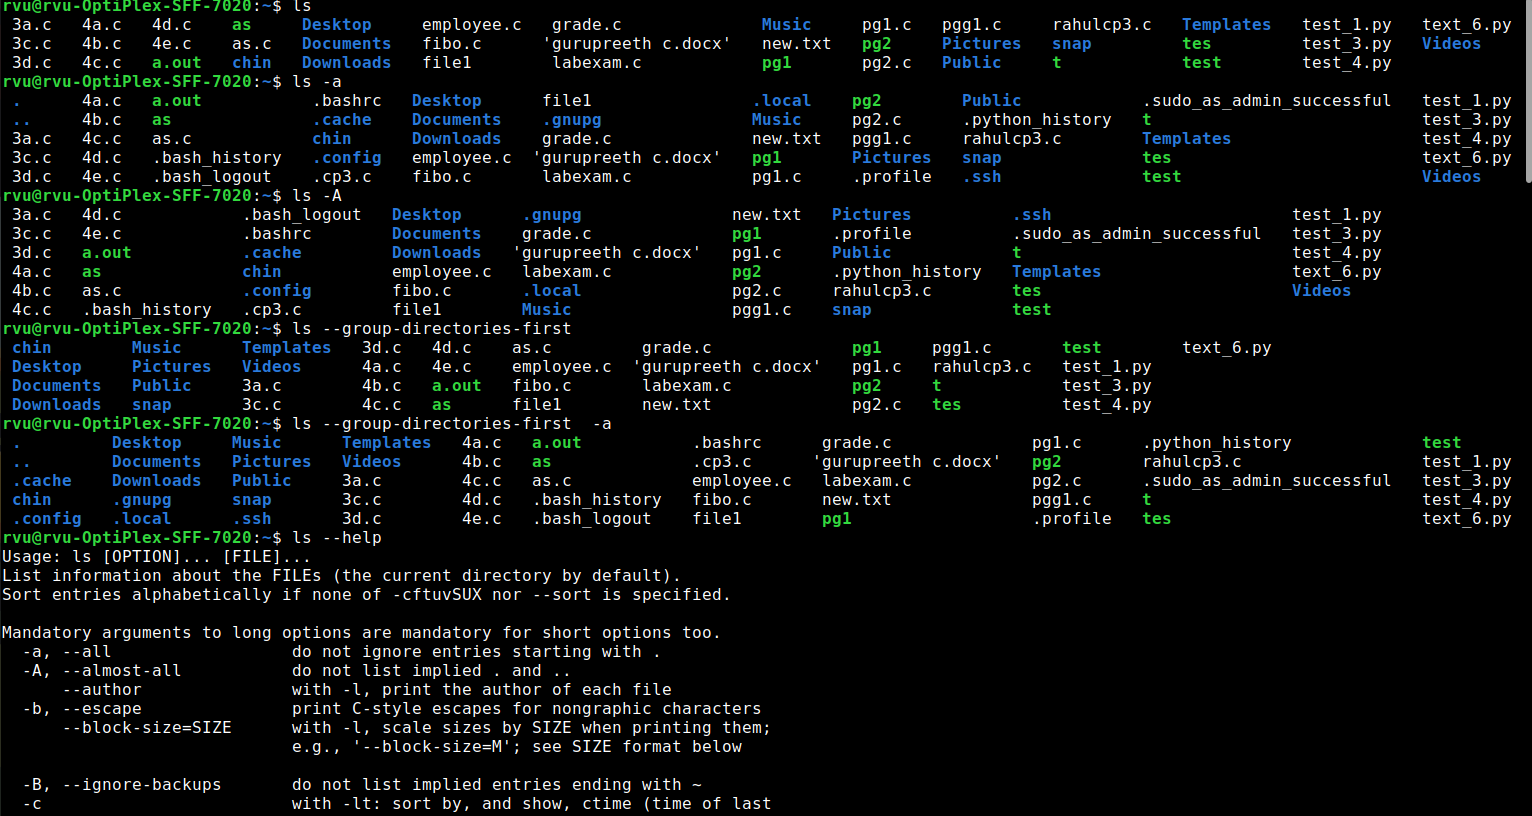 rvu@rvu-OptiPlex-SFF-7020:~$ ls
3a.c  4a.c  4d.c   as    Desktop    employee.c  grade.c              Music    pg1.c  pgg1.c    rahulcp3.c  Templates  test_1.py  text_6.py
3c.c  4b.c  4e.c   as.c  Documents  fibo.c     'gurupreeth c.docx'   new.txt  pg2    Pictures  snap        tes        test_3.py  Videos
3d.c  4c.c  a.out  chin  Downloads  file1       labexam.c            pg1      pg2.c  Public    t           test       test_4.py
rvu@rvu-OptiPlex-SFF-7020:~$ ls -a
.     4a.c  a.out          .bashrc  Desktop     file1                .local   pg2       Public           .sudo_as_admin_successful  test_1.py
..    4b.c  as             .cache   Documents   .gnupg               Music    pg2.c     .python_history  t                          test_3.py
3a.c  4c.c  as.c           chin     Downloads   grade.c              new.txt  pgg1.c    rahulcp3.c       Templates                  test_4.py
3c.c  4d.c  .bash_history  .config  employee.c 'gurupreeth c.docx'   pg1      Pictures  snap             tes                        text_6.py
3d.c  4e.c  .bash_logout   .cp3.c   fibo.c      labexam.c            pg1.c    .profile  .ssh             test                       Videos
rvu@rvu-OptiPlex-SFF-7020:~$ ls -A
3a.c  4d.c           .bash_logout  Desktop     .gnupg               new.txt  Pictures         .ssh                       test_1.py
3c.c  4e.c           .bashrc       Documents   grade.c              pg1      .profile         .sudo_as_admin_successful  test_3.py
3d.c  a.out          .cache        Downloads  'gurupreeth c.docx'   pg1.c    Public           t                          test_4.py
4a.c  as             chin          employee.c  labexam.c            pg2      .python_history  Templates                  text_6.py
4b.c  as.c           .config       fibo.c      .local               pg2.c    rahulcp3.c       tes                        Videos
4c.c  .bash_history  .cp3.c        file1       Music                pgg1.c   snap             test
rvu@rvu-OptiPlex-SFF-7020:~$ ls --group-directories-first
chin        Music     Templates   3d.c  4d.c   as.c        grade.c              pg1    pgg1.c      test       text_6.py
Desktop     Pictures  Videos      4a.c  4e.c   employee.c 'gurupreeth c.docx'   pg1.c  rahulcp3.c  test_1.py
Documents   Public    3a.c        4b.c  a.out  fibo.c      labexam.c            pg2    t           test_3.py
Downloads   snap      3c.c        4c.c  as     file1       new.txt              pg2.c  tes         test_4.py
rvu@rvu-OptiPlex-SFF-7020:~$ ls --group-directories-first  -a
.         Desktop     Music      Templates  4a.c   a.out          .bashrc     grade.c              pg1.c    .python_history            test
..        Documents   Pictures   Videos     4b.c   as             .cp3.c     'gurupreeth c.docx'   pg2      rahulcp3.c                 test_1.py
.cache    Downloads   Public     3a.c       4c.c   as.c           employee.c  labexam.c            pg2.c    .sudo_as_admin_successful  test_3.py
chin      .gnupg      snap       3c.c       4d.c   .bash_history  fibo.c      new.txt              pgg1.c   t                          test_4.py
.config   .local      .ssh       3d.c       4e.c   .bash_logout   file1       pg1                  .profile tes                        text_6.py
rvu@rvu-OptiPlex-SFF-7020:~$ ls --help
Usage: ls [OPTION]... [FILE]...
List information about the FILEs (the current directory by default).
Sort entries alphabetically if none of -cftuvSUX nor --sort is specified.

Mandatory arguments to long options are mandatory for short options too.
  -a, --all                  do not ignore entries starting with .
  -A, --almost-all           do not list implied . and ..
      --author               with -l, print the author of each file
  -b, --escape               print C-style escapes for nongraphic characters
      --block-size=SIZE      with -l, scale sizes by SIZE when printing them;
                             e.g., '--block-size=M'; see SIZE format below

  -B, --ignore-backups       do not list implied entries ending with ~
  -c                         with -lt: sort by, and show, ctime (time of last